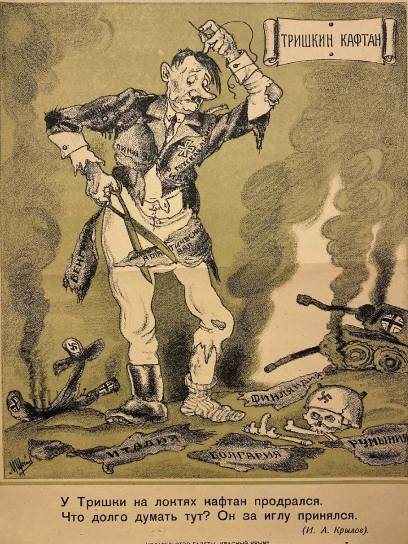 ТРИШКИН КАФТАН
ФИНЛЯНДИ
ИТАЛИЯ
БОЛГАРИЯ
РУМЫНИЯ
У Тришки на локтях кафтан продрался.
Что долго думать тут? Он за иглу принялся.
(И. А. Крылов).